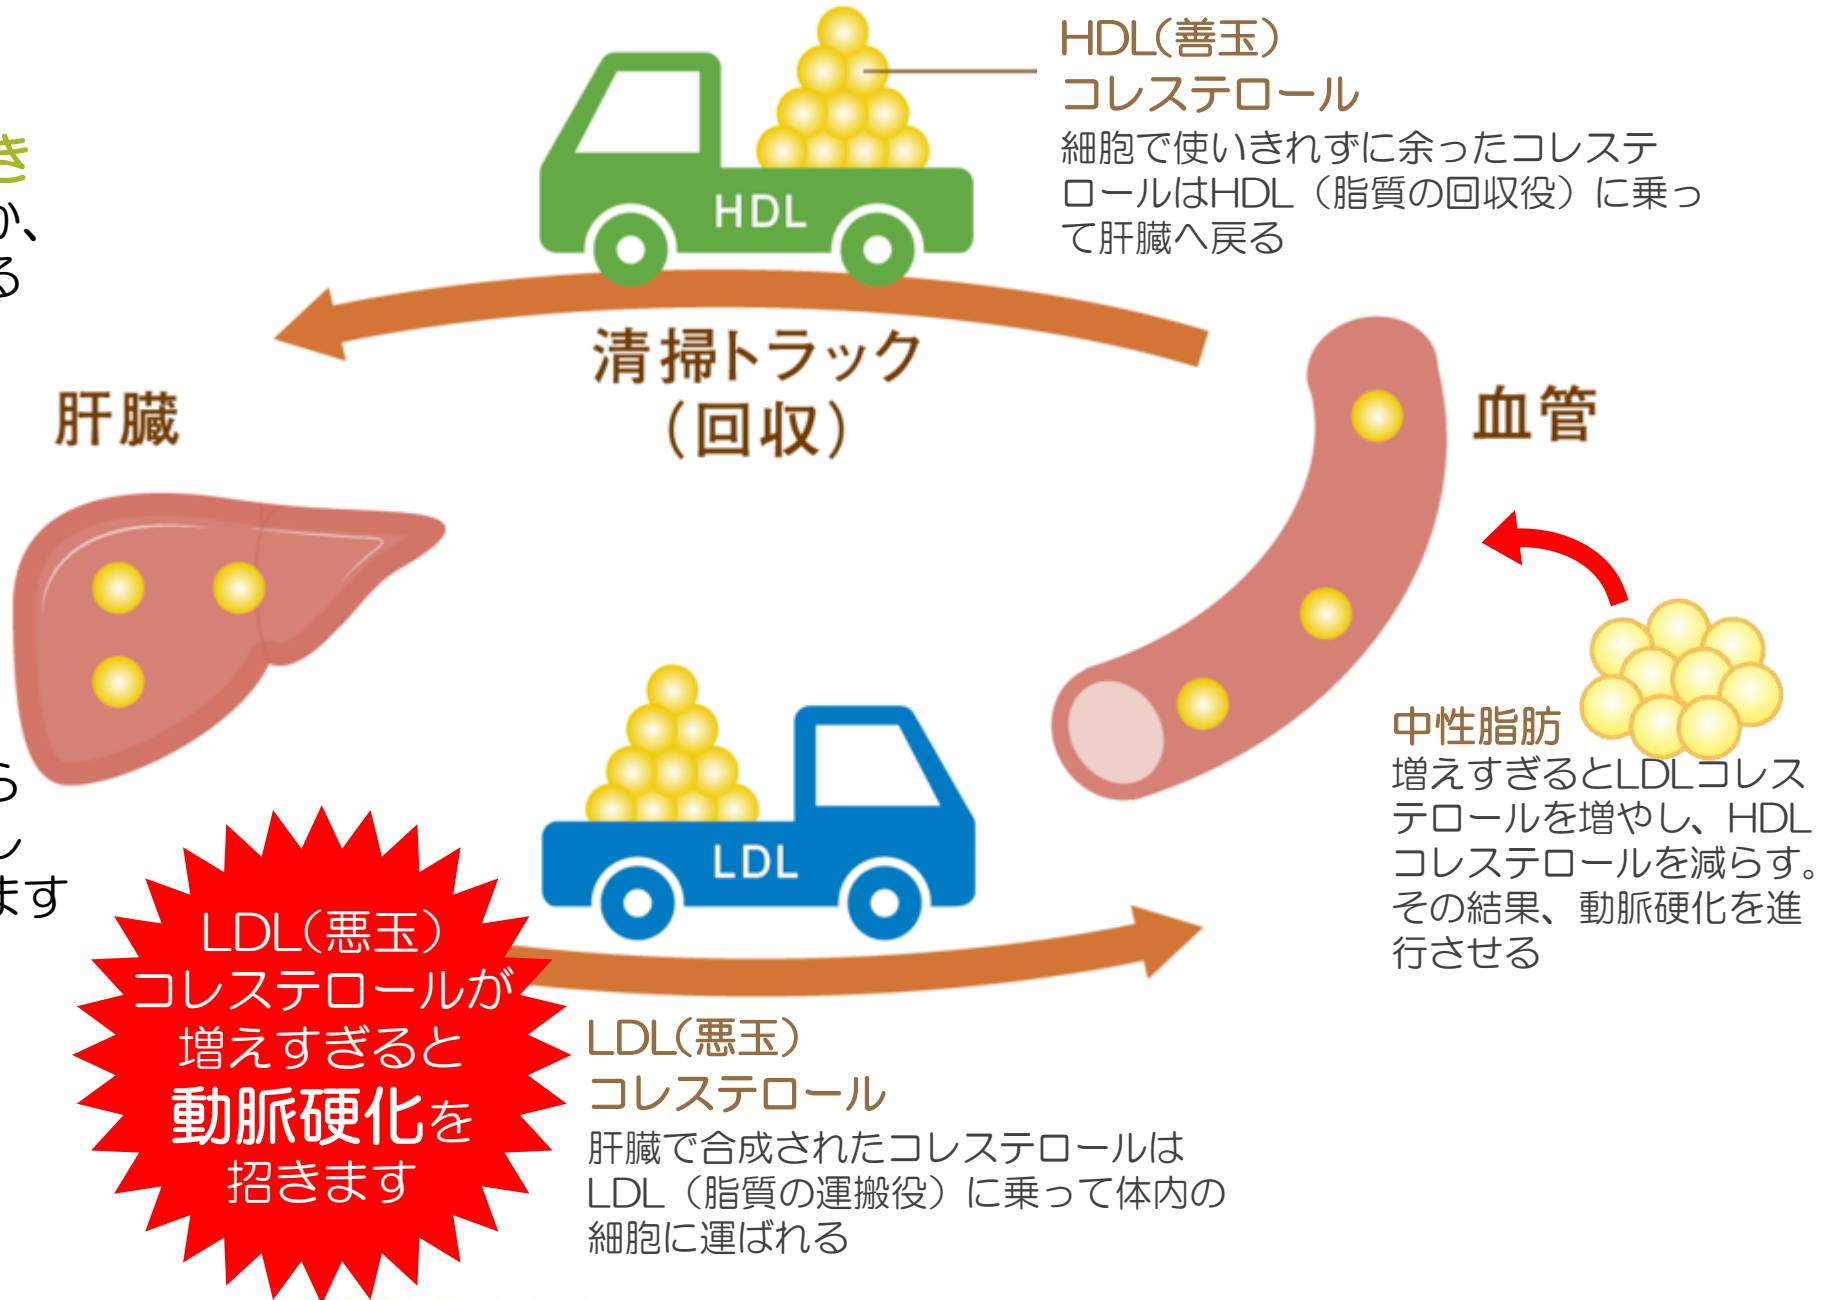 HDL(善玉)
コレステロール
細胞で使いきれずに余ったコレステ
ロールはHDL（脂質の回収役）に乗っ
て肝臓へ戻る
き
か、
る
HDL
清掃トラック
（回収）
肝臓
血管
中性脂肪
増えすぎるとLDLコレス
テロールを増やし、HDL
コレステロールを減らす。
その結果、動脈硬化を進
行させる
ら
し
ます
LDL
LDL(悪玉)
コレステロールが
増えすぎると
動脈硬化を
招きます
LDL(悪玉)
コレステロール
肝臓で合成されたコレステロールは
LDL（脂質の運搬役）に乗って体内の
細胞に運ばれる